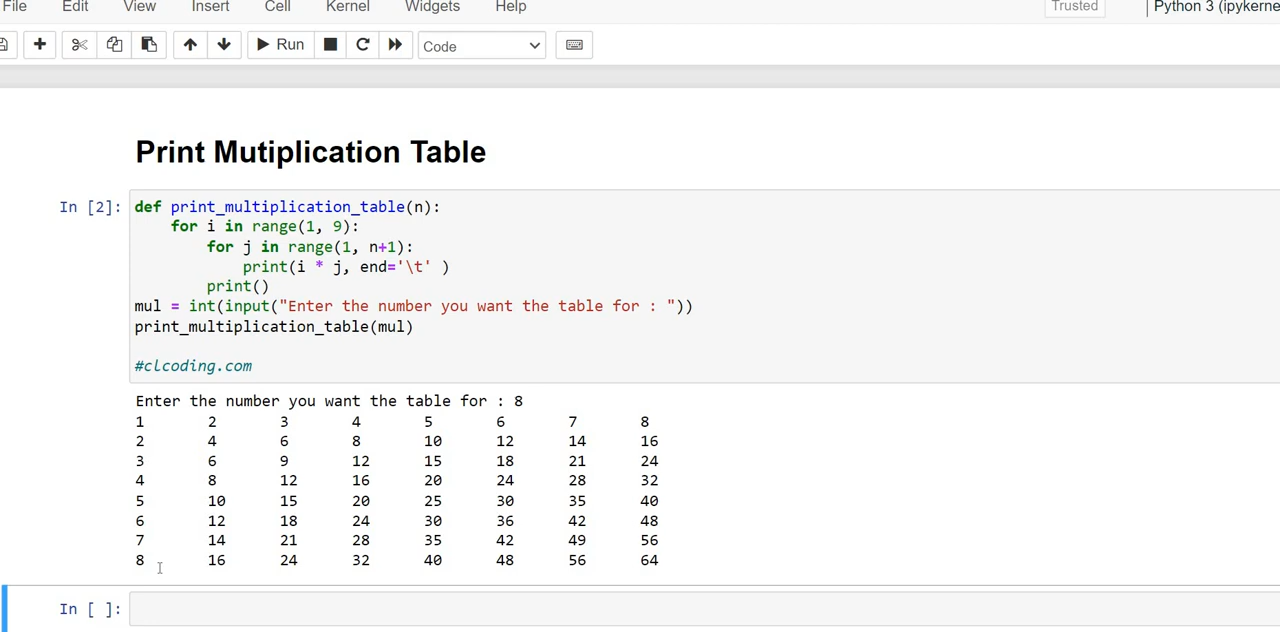 File Edit View Insert Cell Kernel Widgets Help Trusted Python 3 (ipykerne
Run Code
Print Mutiplication Table
In [2]: def print_multiplication_table(n):
    for i in range(1, 9):
        for j in range(1, n+1):
            print(i * j, end='\t' )
        print()
mul = int(input("Enter the number you want the table for : "))
print_multiplication_table(mul)
#clcoding.com
Enter the number you want the table for : 8
1 2 3 4 5 6 7 8
2 4 6 8 10 12 14 16
3 6 9 12 15 18 21 24
4 8 12 16 20 24 28 32
5 10 15 20 25 30 35 40
6 12 18 24 30 36 42 48
7 14 21 28 35 42 49 56
8 16 24 32 40 48 56 64
In [ ]: